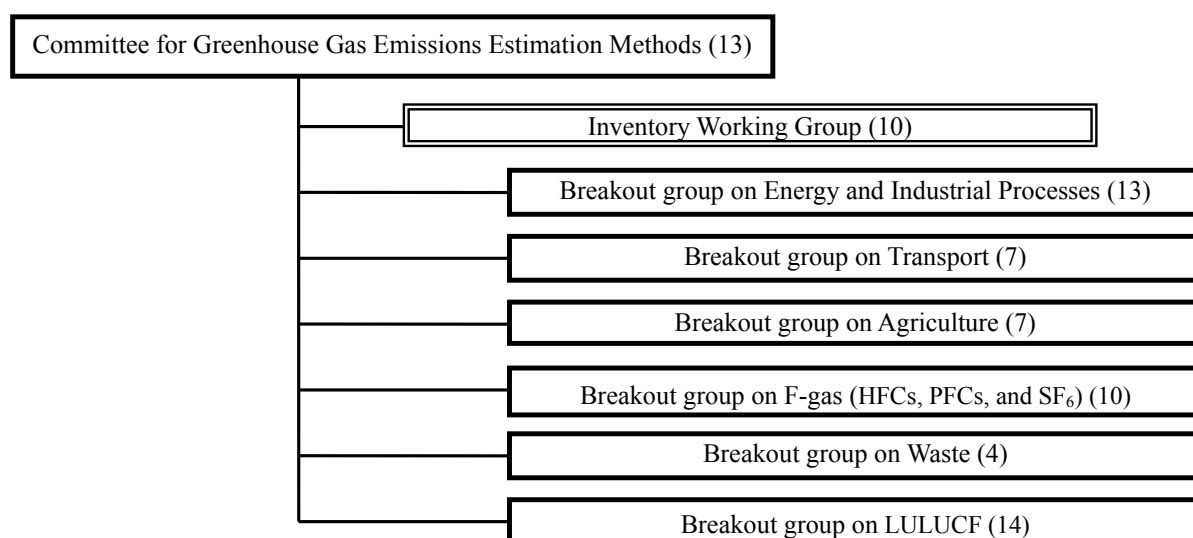 Committee for Greenhouse Gas Emissions Estimation Methods (13)
Inventory Working Group (10)
Breakout group on Energy and Industrial Processes (13)
Breakout group on Transport (7)
Breakout group on Agriculture (7)
Breakout group on F-gas (HFCs, PFCs, and SF₆) (10)
Breakout group on Waste (4)
Breakout group on LULUCF (14)